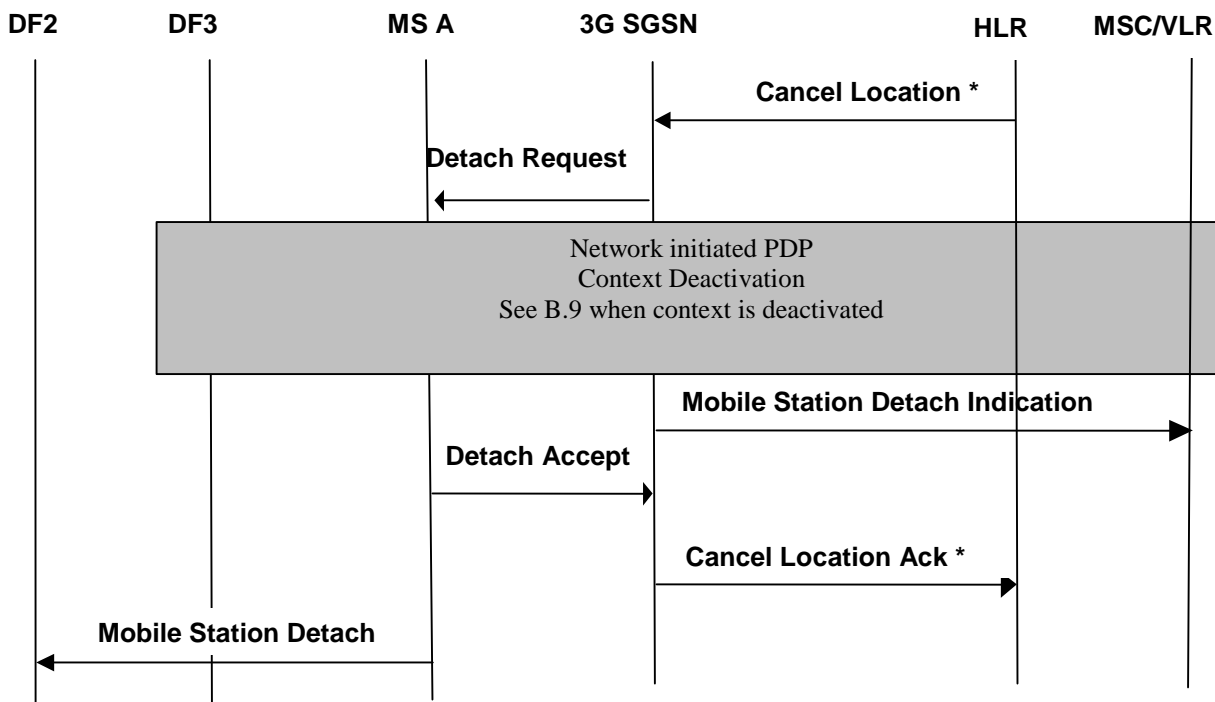 DF2 DF3 MS A 3G SGSN HLR MSC/VLR
Cancel Location *
Detach Request
Network initiated PDP
Context Deactivation
See B.9 when context is deactivated
Mobile Station Detach Indication
Detach Accept
Cancel Location Ack *
Mobile Station Detach